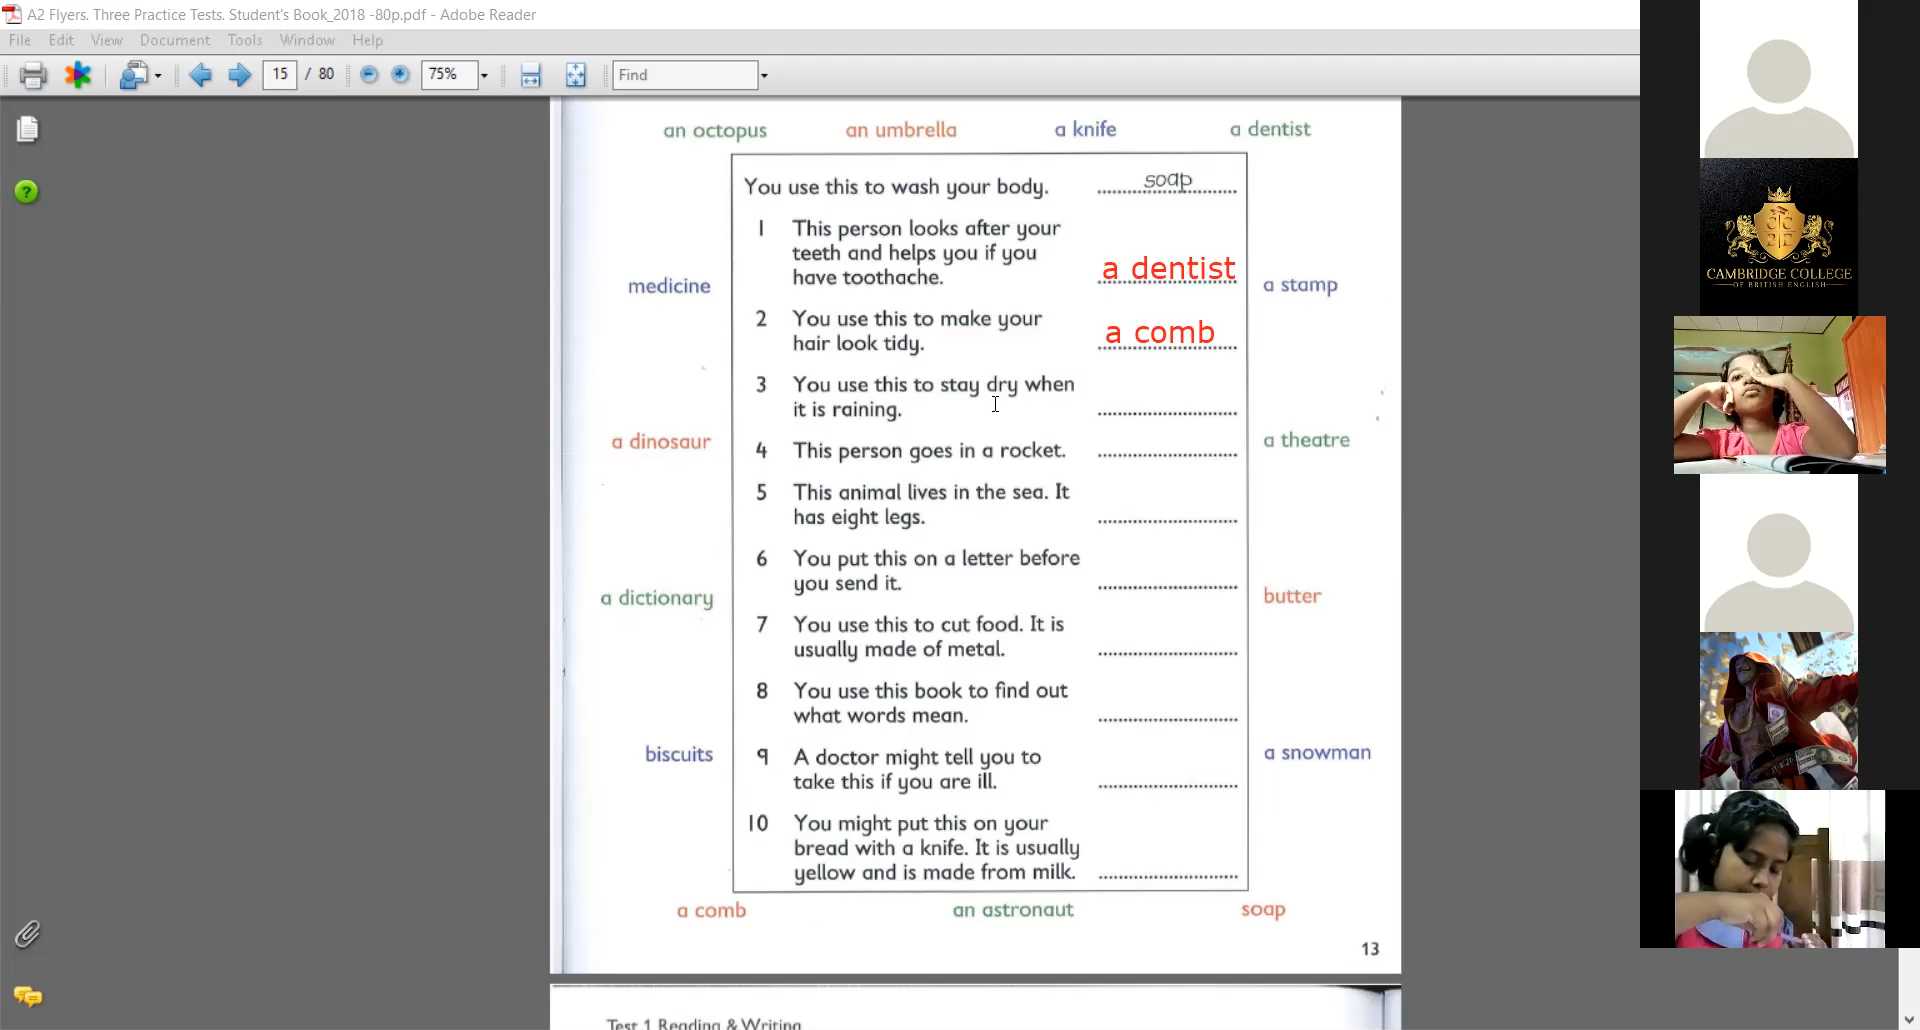 A2 Flyers. Three Practice Tests. Student's Book_2018 -80p.pdf - Adobe Reader
File Edit View Document Tools Window Help
15 / 80 75% Find
an octopus an umbrella a knife a dentist
You use this to wash your body. soap
1 This person looks after your
teeth and helps you if you
have toothache. a dentist
2 You use this to make your
hair look tidy. a comb
3 You use this to stay dry when
it is raining.
4 This person goes in a rocket.
5 This animal lives in the sea. It
has eight legs.
6 You put this on a letter before
you send it.
7 You use this to cut food. It is
usually made of metal.
8 You use this book to find out
what words mean.
9 A doctor might tell you to
take this if you are ill.
10 You might put this on your
bread with a knife. It is usually
yellow and is made from milk.
medicine
a dinosaur
a dictionary
biscuits
a stamp
a theatre
butter
a snowman
a comb an astronaut soap
13
Test 1 Reading & Writing
CAMBRIDGE COLLEGE
OF BRITISH ENGLISH